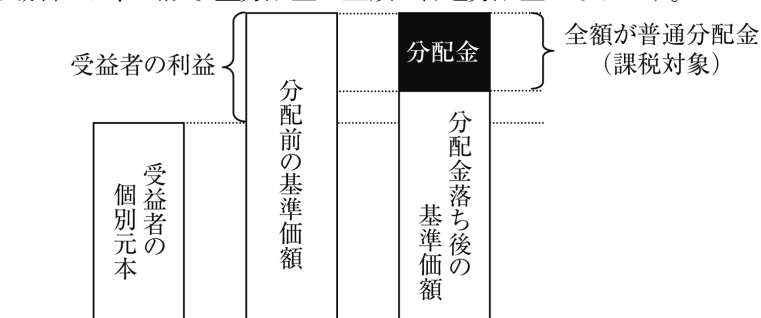 受益者の利益
分配金
全額が普通分配金
（課税対象）
分配前の基準価額
分配金落ち後の
基準価額
受益者の
個別元本